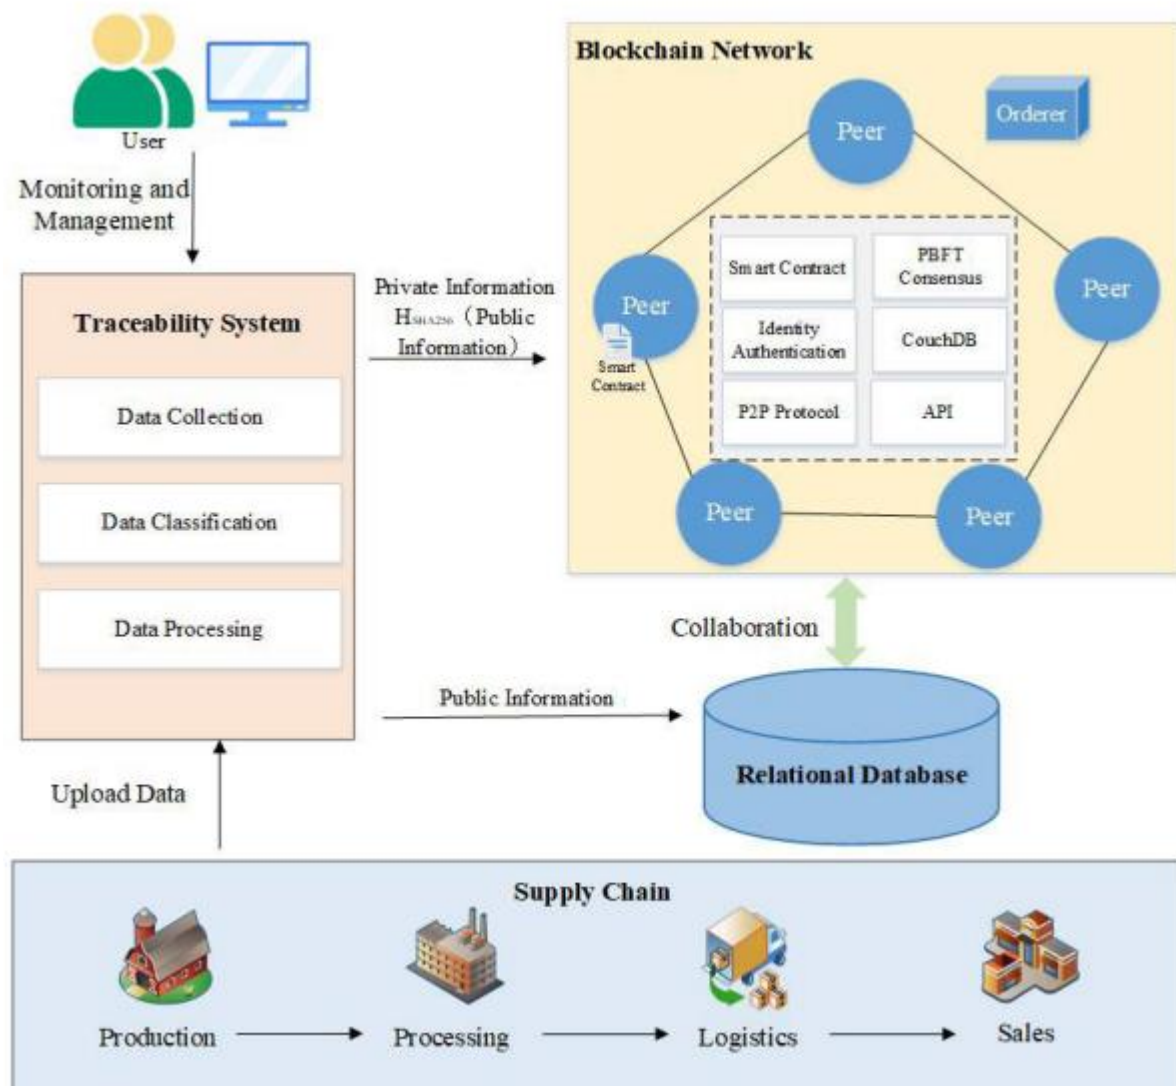 User
Monitoring and
Management
Traceability System
Data Collection
Data Classification
Data Processing
Upload Data
Private Information
HSHA256（Public
Information）
Public Information
Blockchain Network
Orderer
Peer
Peer
Peer
Peer
Peer
Smart
Contract
Smart Contract
PBFT
Consensus
Identity
Authentication
CouchDB
P2P Protocol
API
Collaboration
Relational Database
Supply Chain
Production
Processing
Logistics
Sales